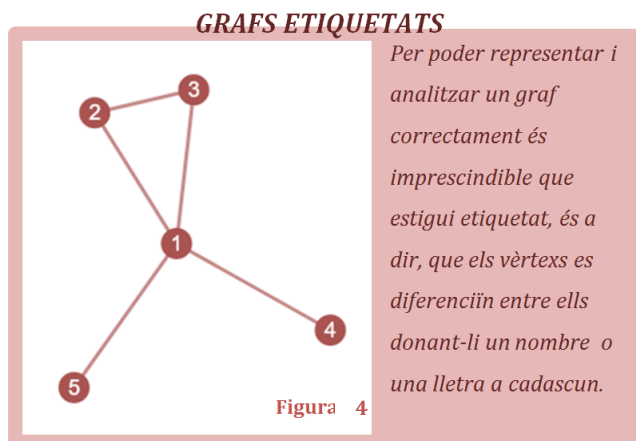 GRAFS ETIQUETATS
Per poder representar i
analitzar un graf
correctament és
imprescindible que
estigui etiquetat, és a
dir, que els vèrtexs es
diferenciïn entre ells
donant-li un nombre o
una lletra a cadascun.
3
2
1
4
5
Figura 4